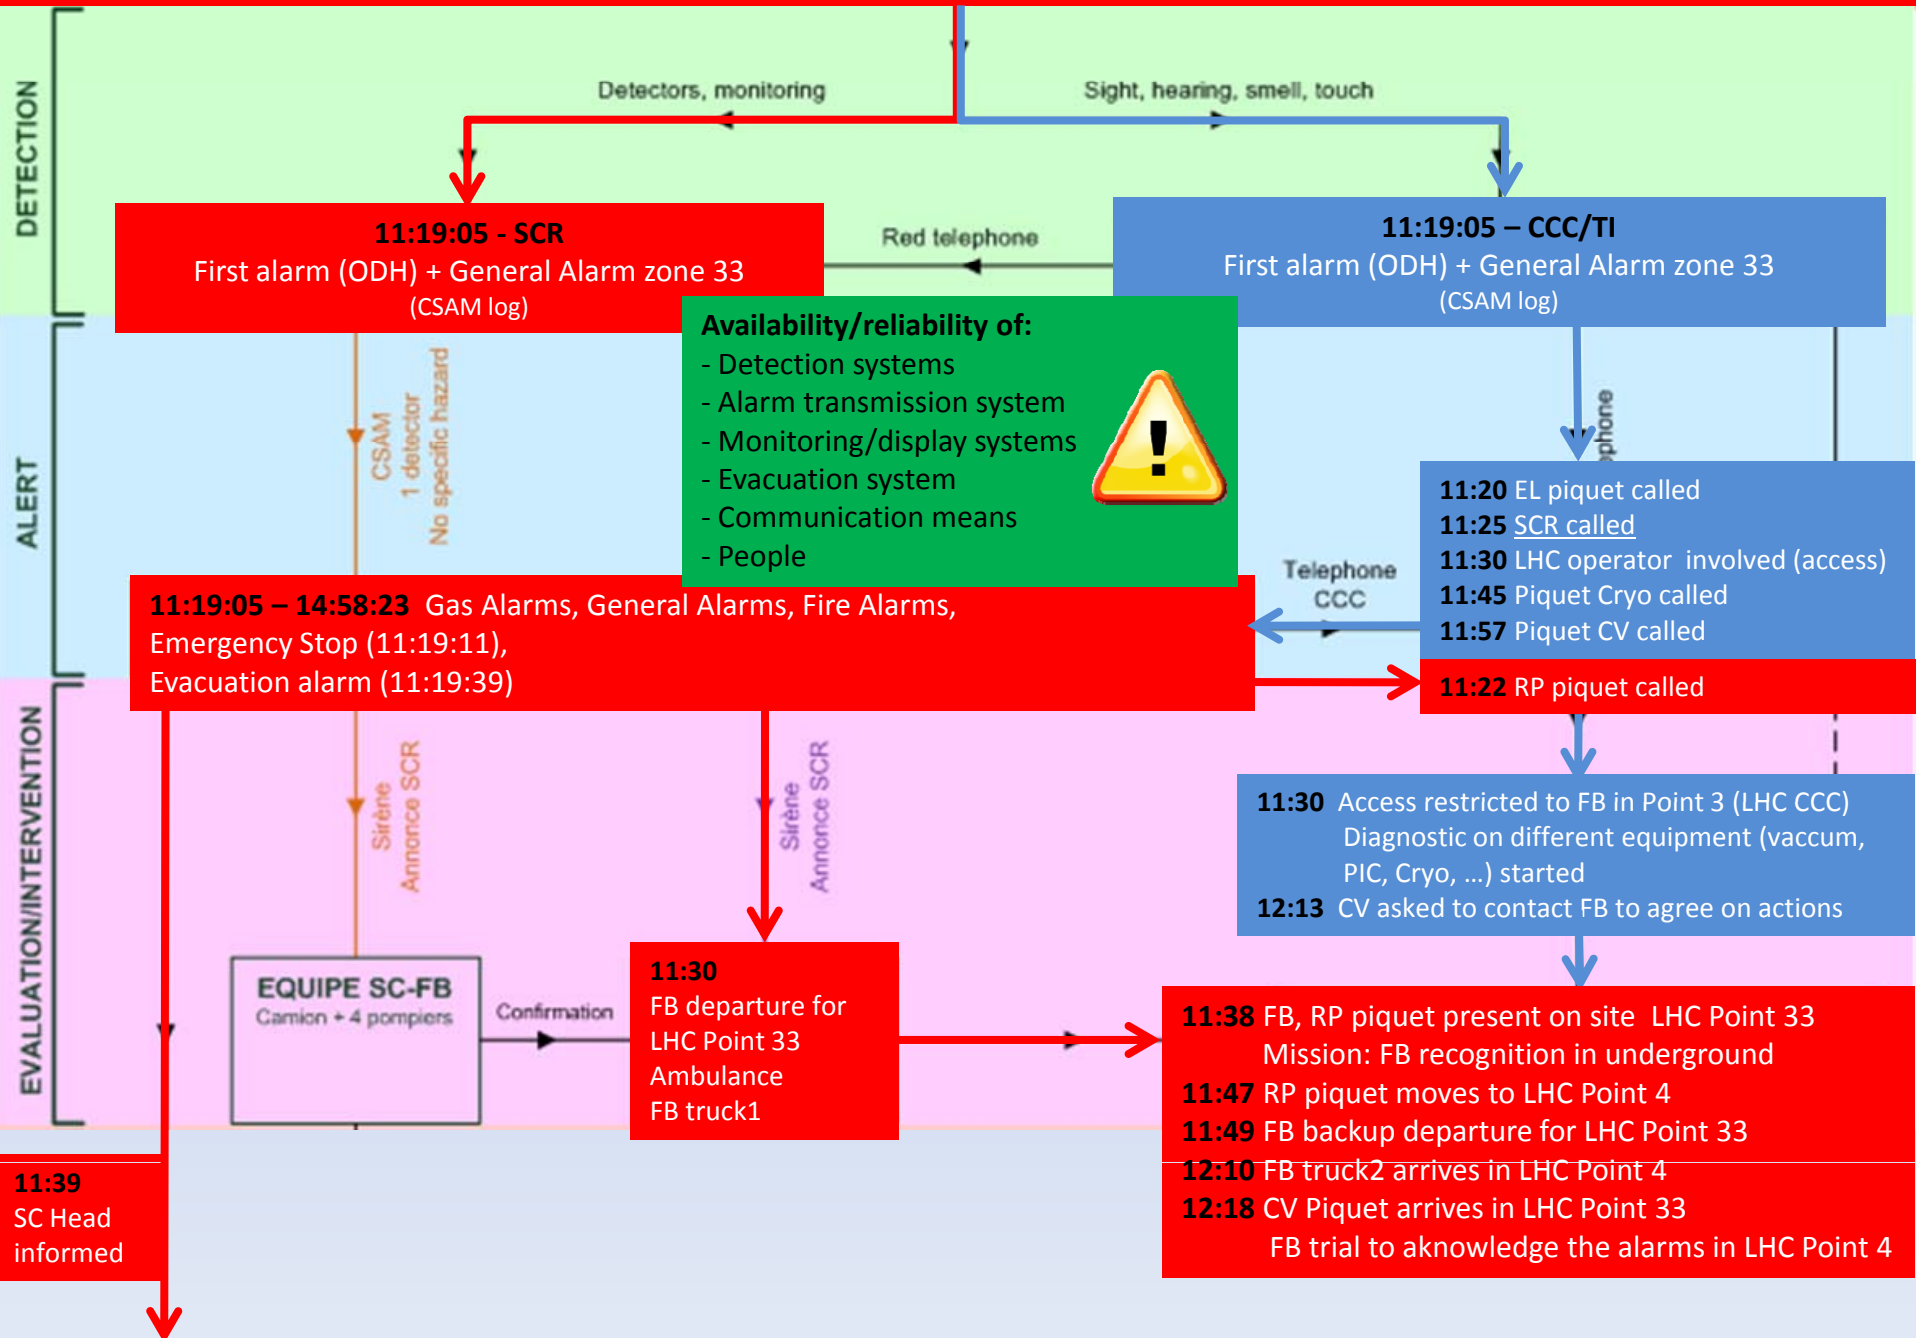 DETECTION
Detectors, monitoring
Sight, hearing, smell, touch
11:19:05 - SCR
First alarm (ODH) + General Alarm zone 33
(CSAM log)
Red telephone
11:19:05 – CCC/TI
First alarm (ODH) + General Alarm zone 33
(CSAM log)
ALERT
CSAM
1 detector
No specific hazard
Availability/reliability of:
- Detection systems
- Alarm transmission system
- Monitoring/display systems
- Evacuation system
- Communication means
- People
!
11:20 EL piquet called
11:25 SCR called
11:30 LHC operator involved (access)
11:45 Piquet Cryo called
11:57 Piquet CV called
Telephone
CCC
11:19:05 – 14:58:23 Gas Alarms, General Alarms, Fire Alarms,
Emergency Stop (11:19:11),
Evacuation alarm (11:19:39)
11:22 RP piquet called
EVALUATION/INTERVENTION
Sirène
Annonce SCR
Sirène
Annonce SCR
11:30 Access restricted to FB in Point 3 (LHC CCC)
Diagnostic on different equipment (vaccum,
PIC, Cryo, ...) started
12:13 CV asked to contact FB to agree on actions
EQUIPE SC-FB
Camion + 4 pompiers
Confirmation
11:30
FB departure for
LHC Point 33
Ambulance
FB truck1
11:38 FB, RP piquet present on site LHC Point 33
Mission: FB recognition in underground
11:47 RP piquet moves to LHC Point 4
11:49 FB backup departure for LHC Point 33
12:10 FB truck2 arrives in LHC Point 4
12:18 CV Piquet arrives in LHC Point 33
FB trial to aknowledge the alarms in LHC Point 4
11:39
SC Head
informed